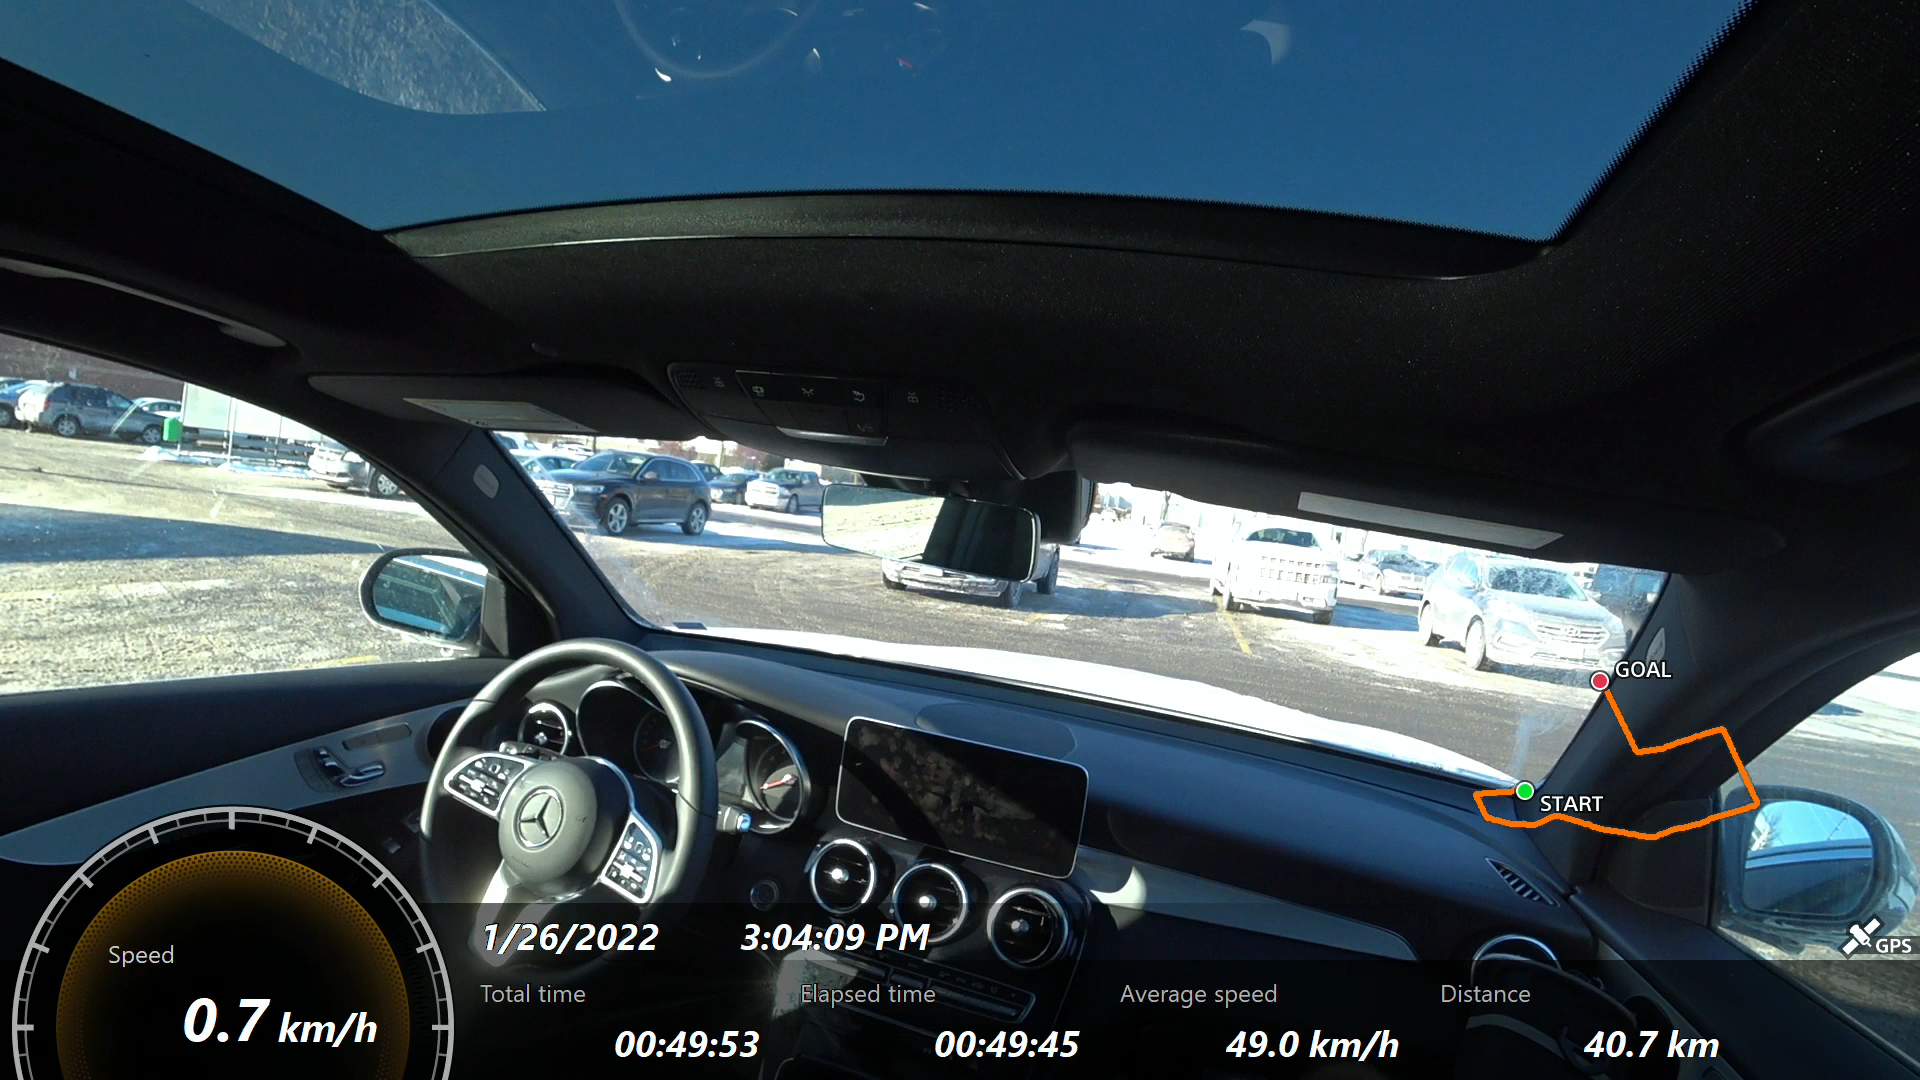 GOAL
START
GPS
1/26/2022 3:04:09 PM
Speed
0.7 km/h
Total time Elapsed time Average speed Distance
00:49:53 00:49:45 49.0 km/h 40.7 km